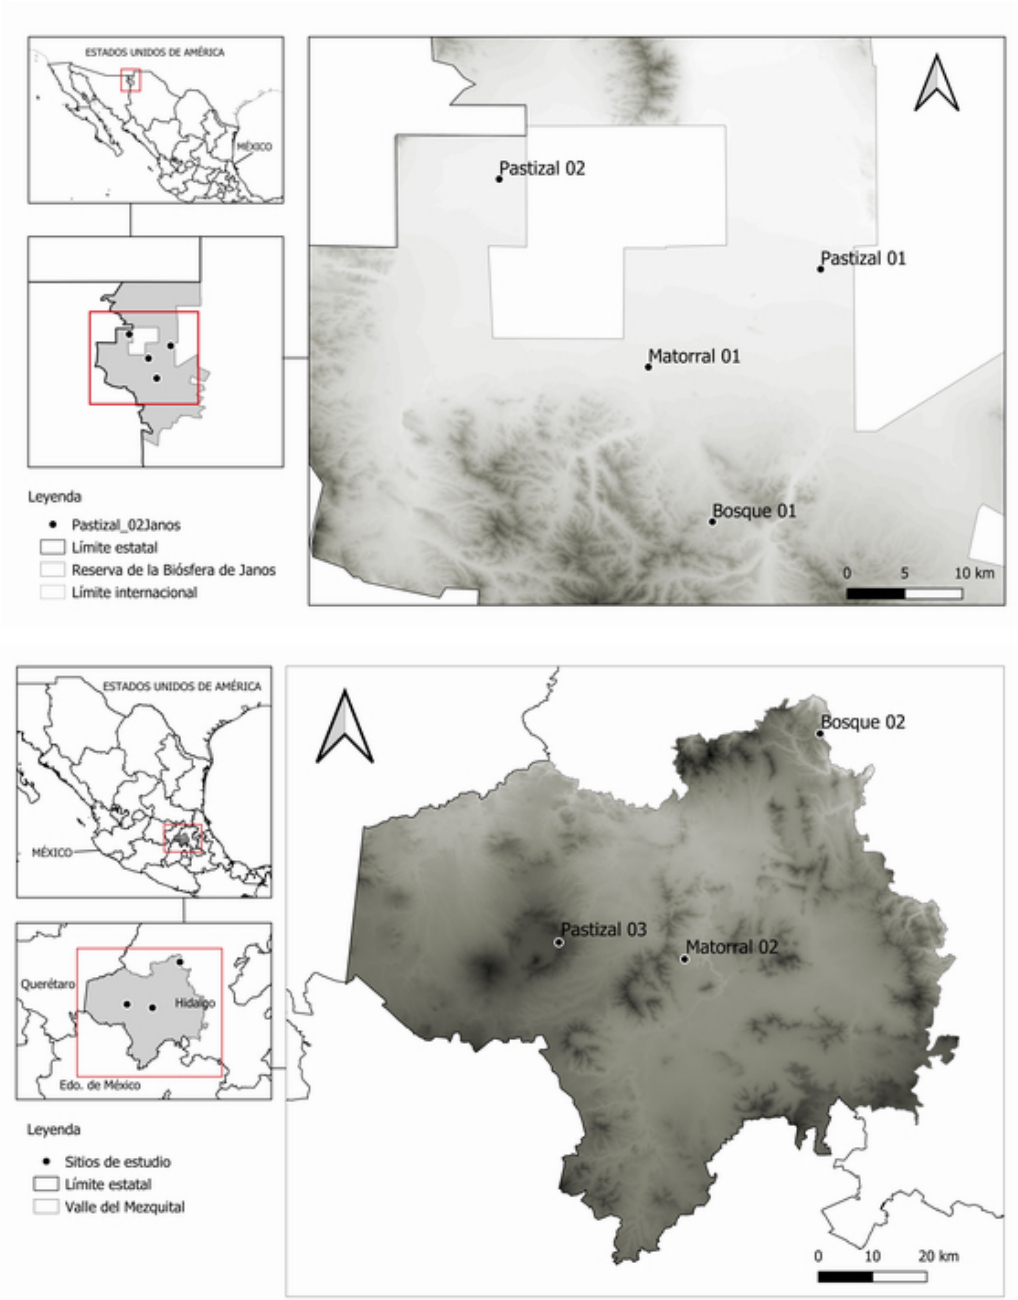 ESTADOS UNIDOS DE AMÉRICA
MÉXICO
Pastizal 02
Pastizal 01
Matorral 01
Bosque 01
0 5 10 km
Leyenda
Pastizal_02Janos
Límite estatal
Reserva de la Biósfera de Janos
Límite internacional
ESTADOS UNIDOS DE AMÉRICA
MÉXICO
Bosque 02
Pastizal 03
Matorral 02
Querétaro
Hidalgo
Edo. de México
Leyenda
Sitios de estudio
Límite estatal
Valle del Mezquital
0 10 20 km